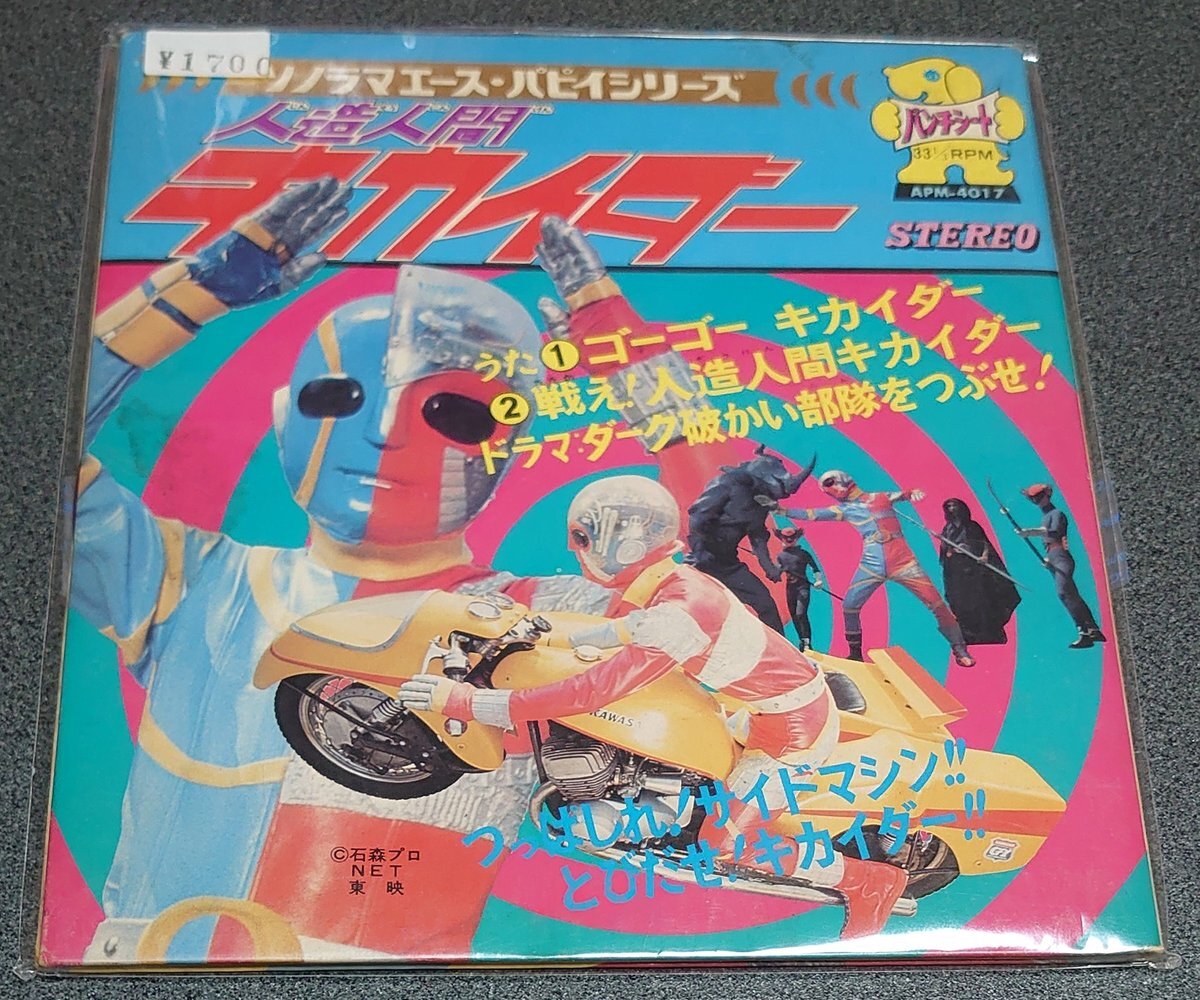 ¥1700
ソノラマエース・パピイシリーズ
人造人間
キカイダー
パンチシート
33 1/3 RPM
APM-4017
STEREO
うた①ゴーゴー キカイダー
②戦え!人造人間キカイダー
ドラマ・ダーク破かい部隊をつぶせ!
KAWAS
つっぱしれ!サイドマシン!!
とびだせ!キカイダー!!
©石森プロ
NET
東映